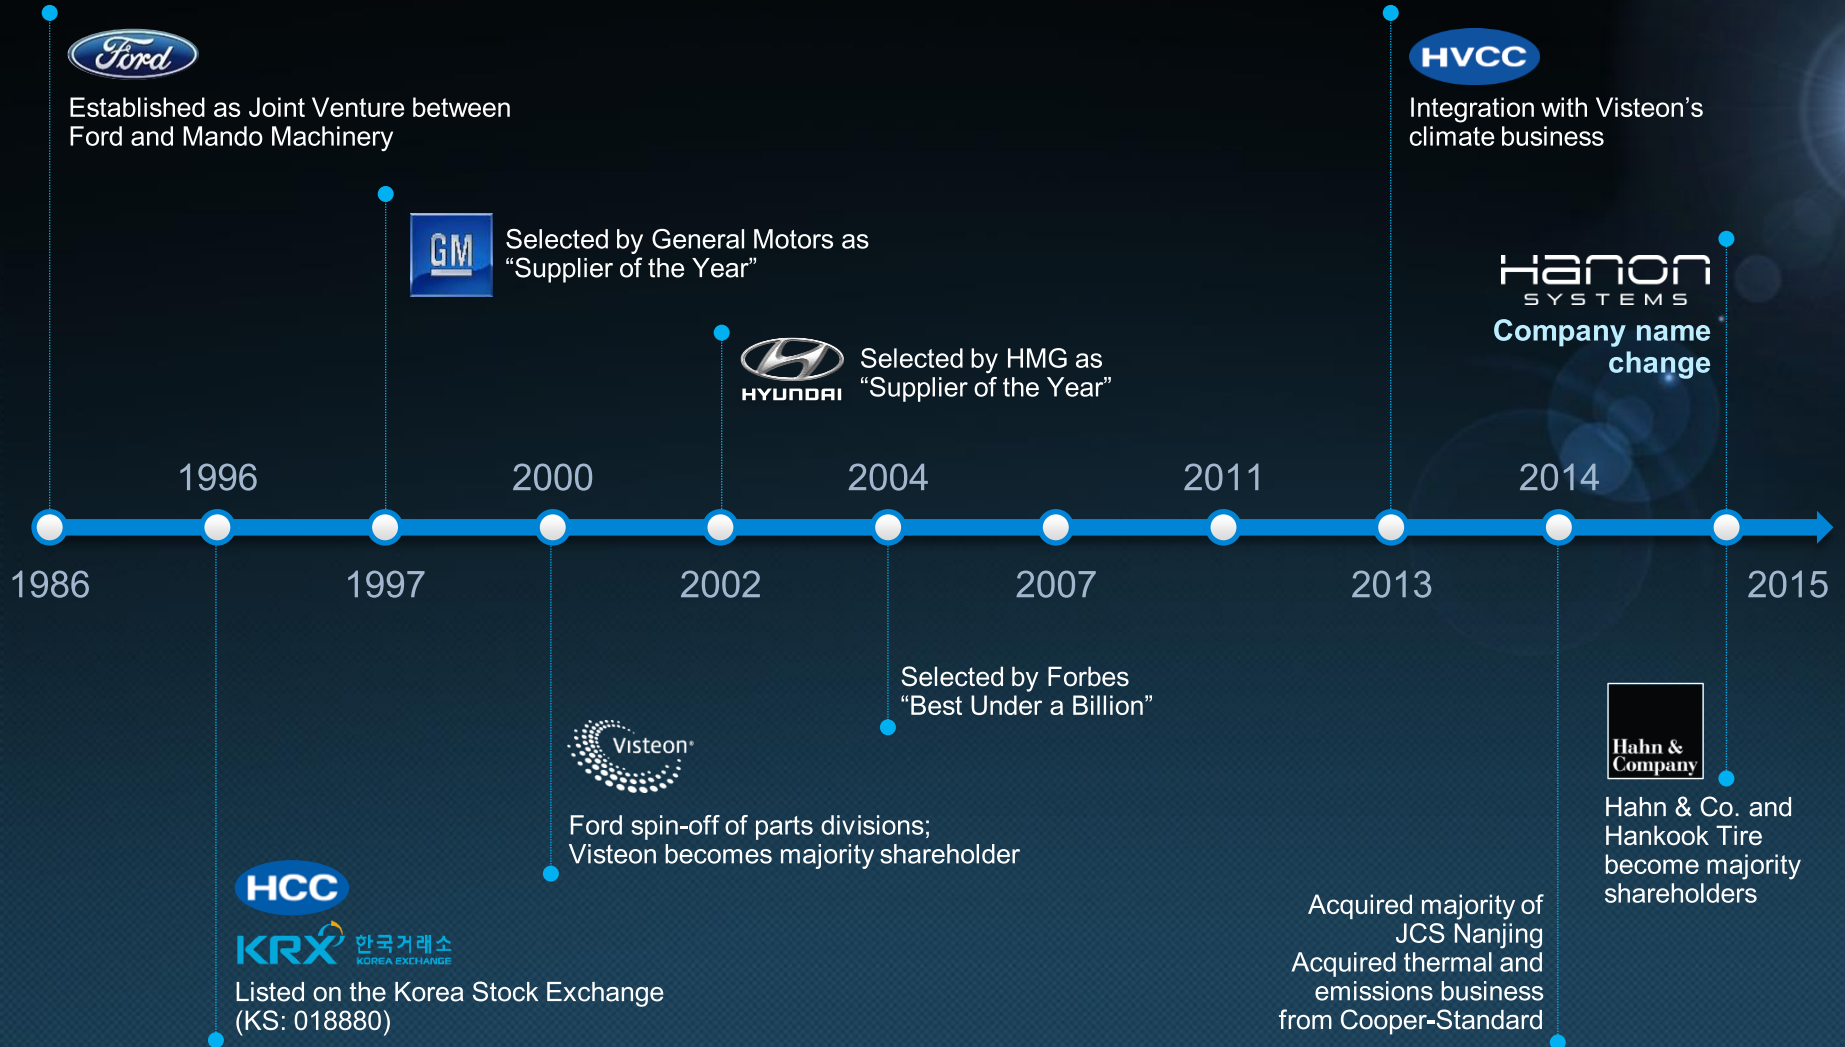 Ford
Established as Joint Venture between
Ford and Mando Machinery
HVCC
Integration with Visteon’s
climate business
GM
Selected by General Motors as
“Supplier of the Year”
Hanon
SYSTEMS
Company name
change
HYUNDAI
Selected by HMG as
“Supplier of the Year”
1996
2000
2004
2011
2014
1986
1997
2002
2007
2013
2015
Selected by Forbes
“Best Under a Billion”
Visteon
Ford spin-off of parts divisions;
Visteon becomes majority shareholder
Hahn &
Company
Hahn & Co. and
Hankook Tire
become majority
shareholders
HCC
KRX 한국거래소
KOREA EXCHANGE
Listed on the Korea Stock Exchange
(KS: 018880)
Acquired majority of
JCS Nanjing
Acquired thermal and
emissions business
from Cooper-Standard